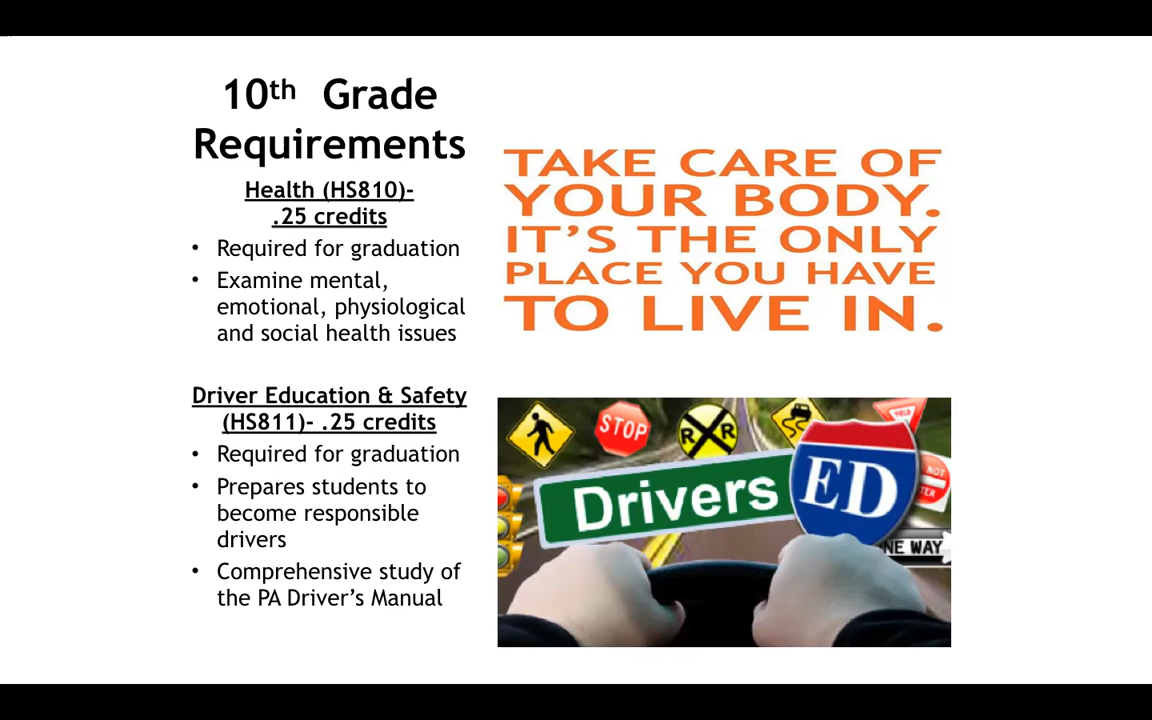 10th Grade
Requirements
Health (HS810)-
.25 credits
• Required for graduation
• Examine mental,
emotional, physiological
and social health issues
Driver Education & Safety
(HS811)- .25 credits
• Required for graduation
• Prepares students to
become responsible
drivers
• Comprehensive study of
the PA Driver's Manual
TAKE CARE OF
YOUR BODY.
IT'S THE ONLY
PLACE YOU HAVE
TO LIVE IN.
STOP
R R
YIELD
Drivers
ED
NOT
TER
NE WAY